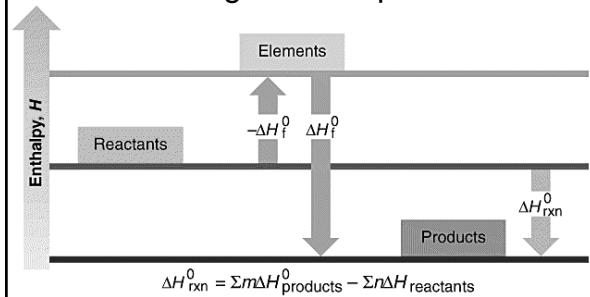 Elements
Enthalpy, H
−ΔH⁰f ΔH⁰f
Reactants
ΔH⁰rxn
Products
ΔH⁰rxn = ΣmΔH⁰products − ΣnΔHreactants